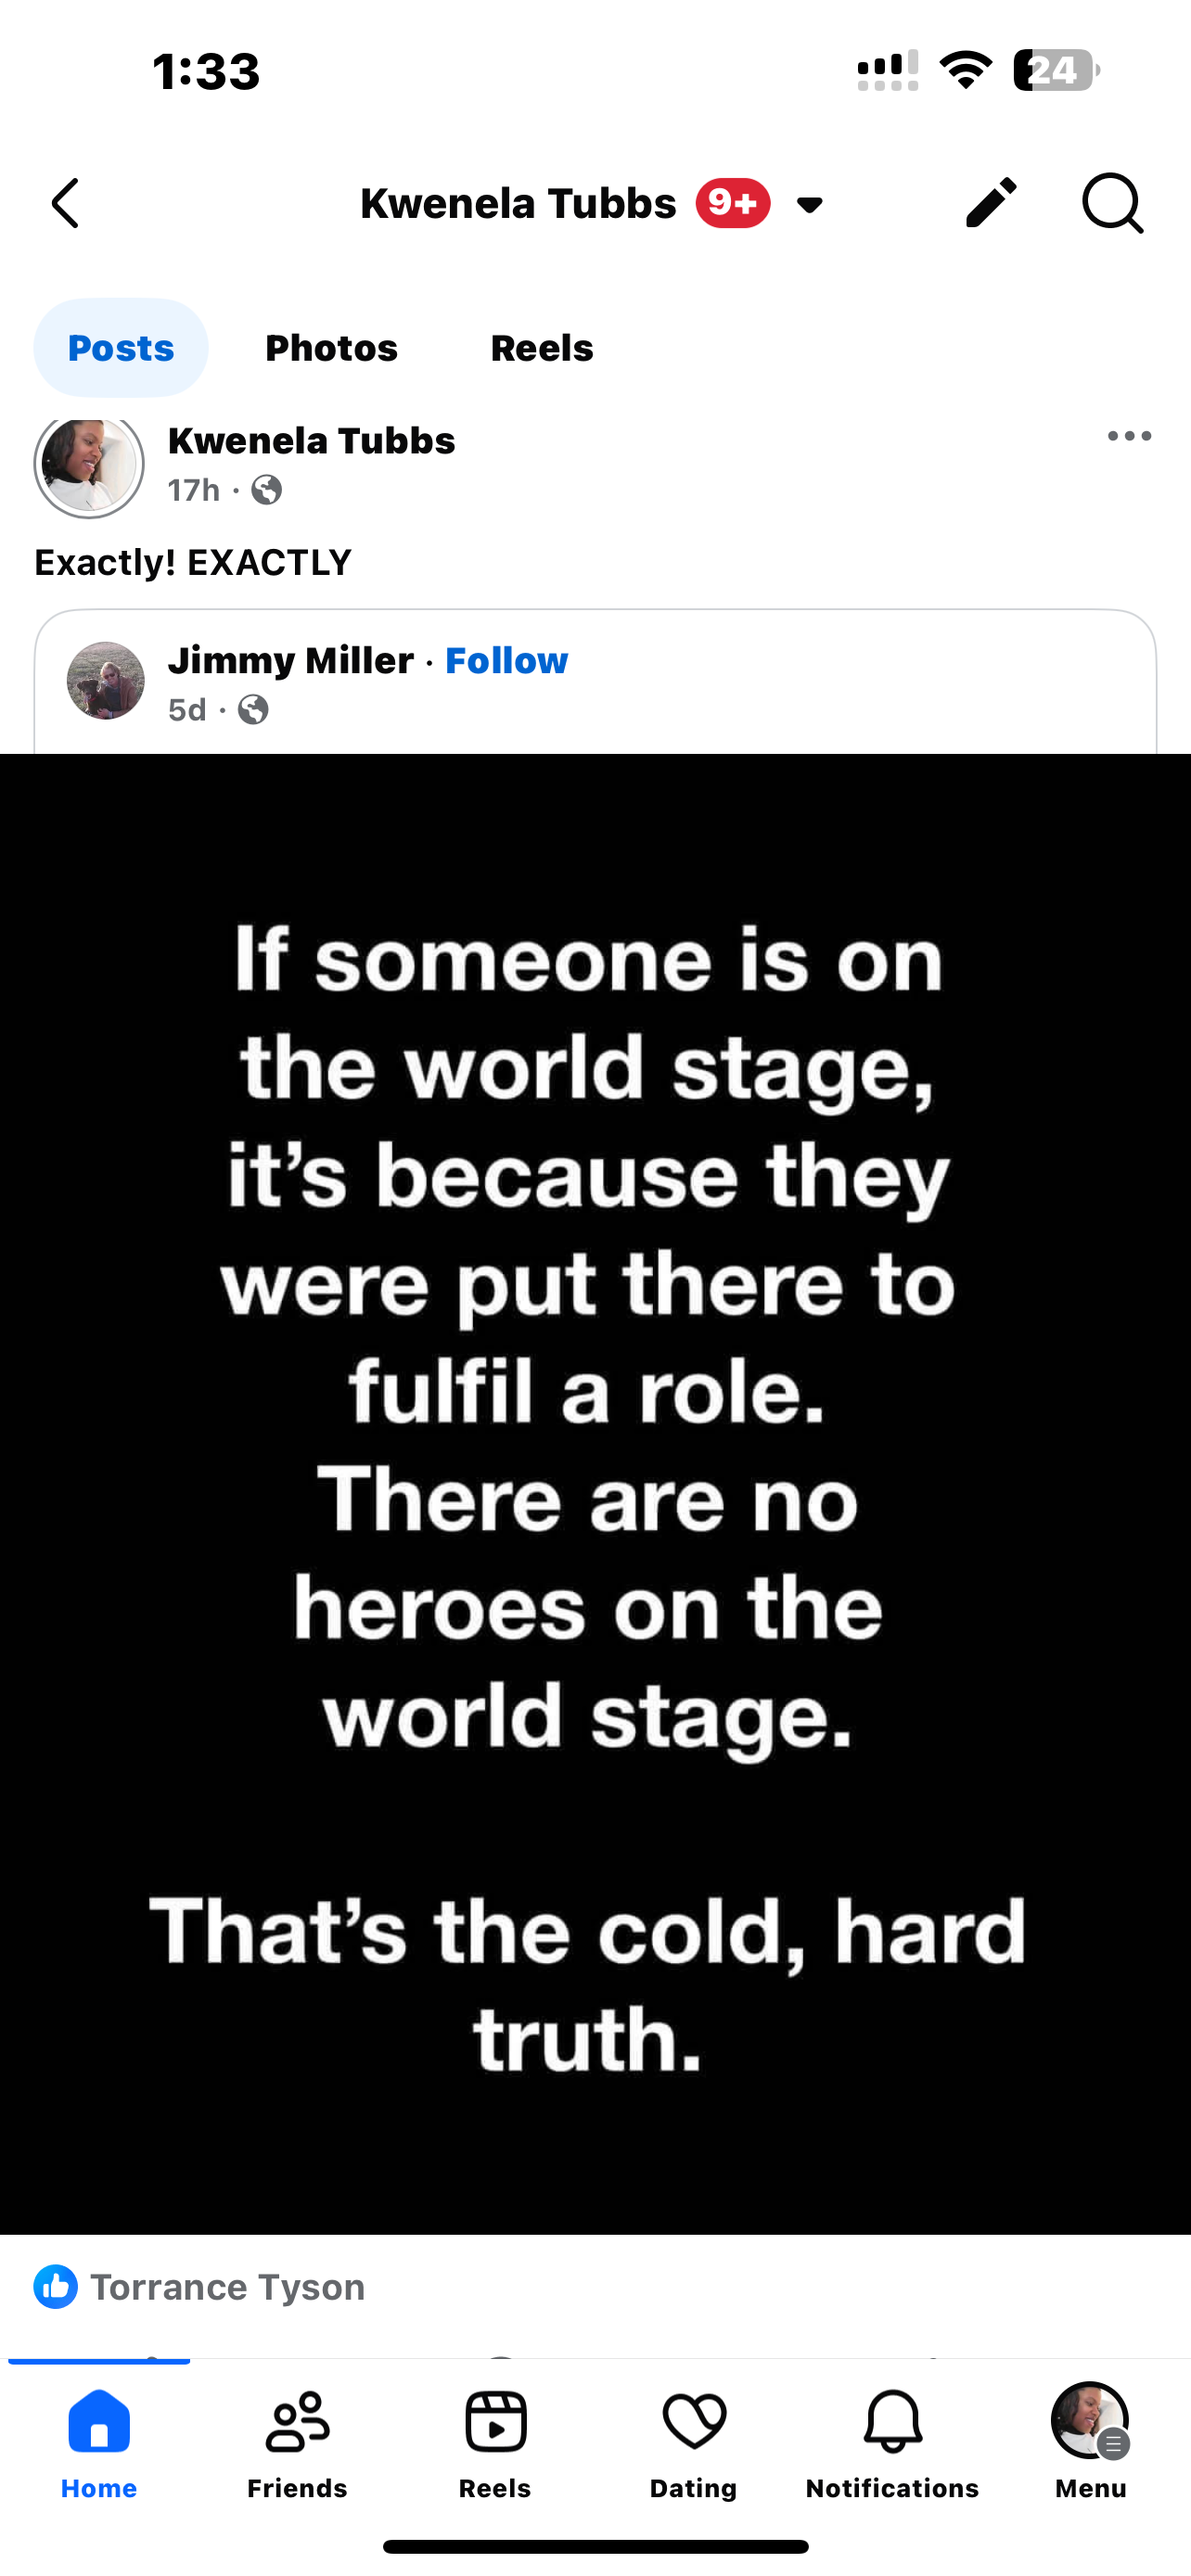 1:33
24
Kwenela Tubbs 9+
Posts Photos Reels
Kwenela Tubbs
17h ·
Exactly! EXACTLY
Jimmy Miller · Follow
5d ·
If someone is on
the world stage,
it’s because they
were put there to
fulfil a role.
There are no
heroes on the
world stage.
That’s the cold, hard
truth.
Torrance Tyson
Home Friends Reels Dating Notifications Menu